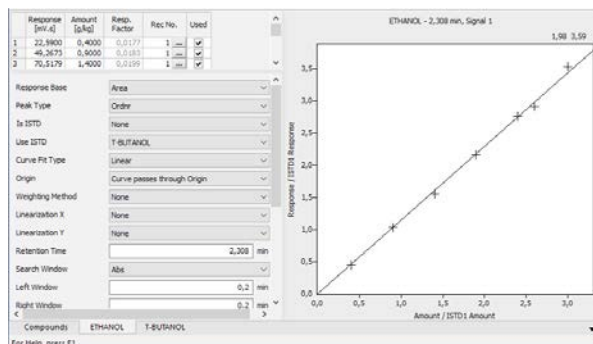 Response [mV.s] Amount [g/kg] Resp. Factor Rec No. Used
1 22,5900 0,4000 0,0177 1 ...
2 49,2673 0,9000 0,0183 1 ...
3 70,5179 1,4000 0,0199 1 ...
Response Base Area
Peak Type Ordnr
Is ISTD None
Use ISTD T-BUTANOL
Curve Fit Type Linear
Origin Curve passes through Origin
Weighting Method None
Linearization X None
Linearization Y None
Retention Time 2,308 min
Search Window Abs
Left Window 0,2 min
Right Window 0,2 min
Compounds ETHANOL T-BUTANOL
For Help, press F1
ETHANOL - 2,308 min, Signal 1
1,98 3,59
Response / ISTD1 Response
3,5
3,0
2,5
2,0
1,5
1,0
0,5
0,0
0,0 0,5 1,0 1,5 2,0 2,5 3,0
Amount / ISTD1 Amount